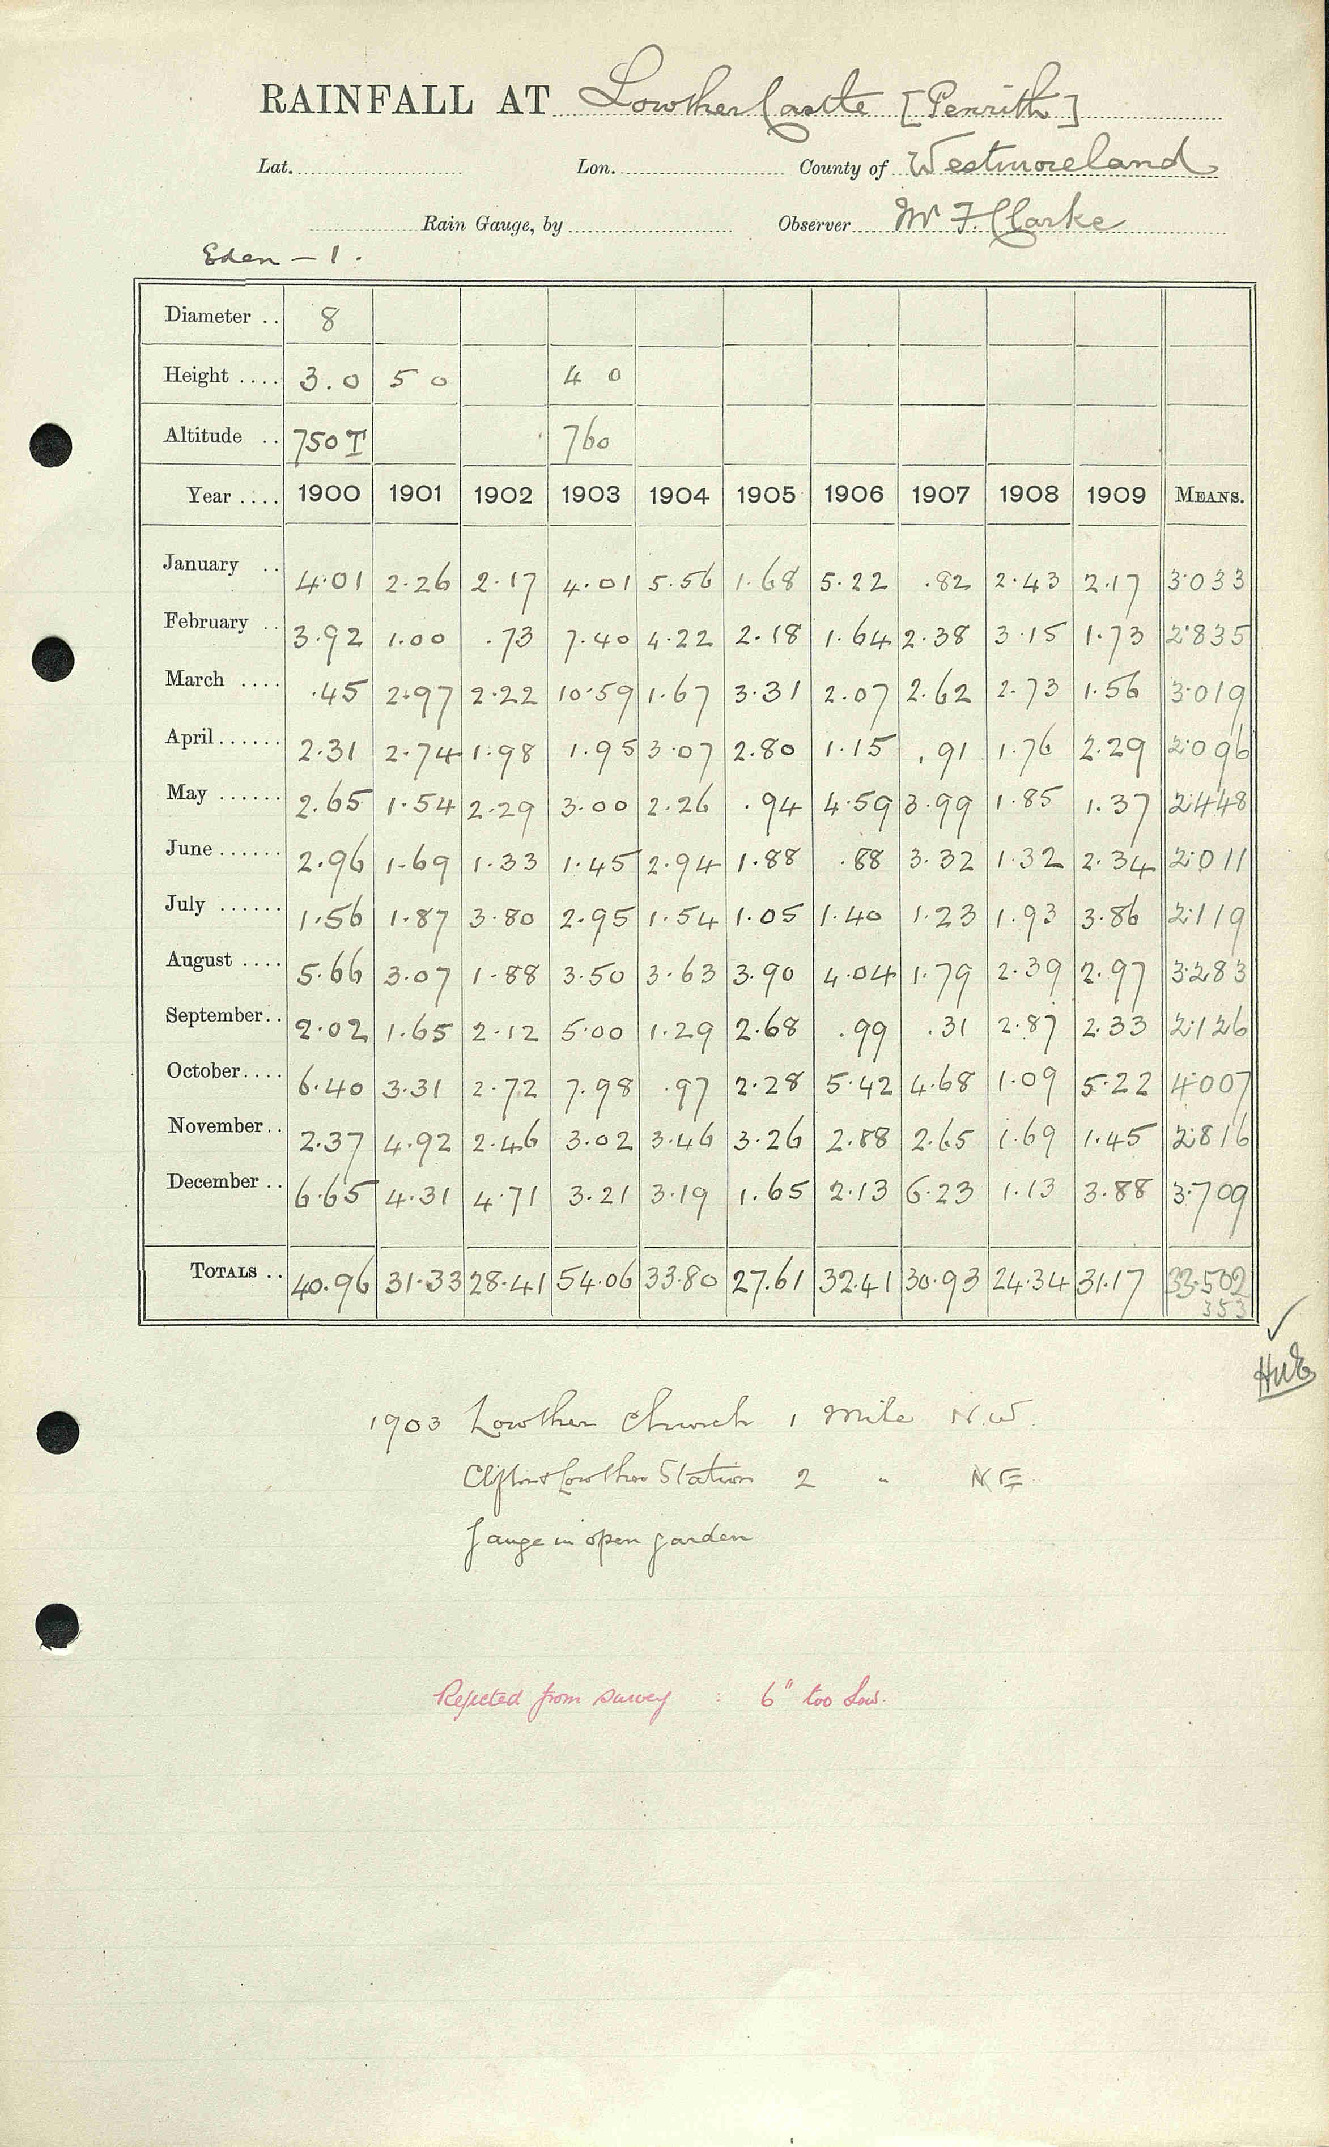 RAINFALL AT Lowther Castle [Penrith]
Lat. Lon. County of Westmoreland
Rain Gauge, by Observer Mr F. Clarke
Eden - 1.
Diameter .. 8
Height .... 3.0 5 0 4 0
Altitude .. 750 T 760
Year .... 1900 1901 1902 1903 1904 1905 1906 1907 1908 1909 MEANS.
January .. 4.01 2.26 2.17 4.01 5.56 1.68 5.22 .82 2.43 2.17 3.033
February .. 3.92 1.00 .73 7.40 4.22 2.18 1.64 2.38 3.15 1.73 2.835
March .... .45 2.97 2.22 10.59 1.67 3.31 2.07 2.62 2.73 1.56 3.019
April...... 2.31 2.74 1.98 1.95 3.07 2.80 1.15 .91 1.76 2.29 2.096
May ...... 2.65 1.54 2.29 3.00 2.26 .94 4.59 3.99 1.85 1.37 2.448
June...... 2.96 1.69 1.33 1.45 2.94 1.88 .88 3.32 1.32 2.34 2.011
July ...... 1.56 1.87 3.80 2.95 1.54 1.05 1.40 1.23 1.93 3.86 2.119
August .... 5.66 3.07 1.88 3.50 3.63 3.90 4.04 1.79 2.39 2.97 3.283
September.. 2.02 1.65 2.12 5.00 1.29 2.68 .99 .31 2.87 2.33 2.126
October.... 6.40 3.31 2.72 7.98 .97 2.28 5.42 4.68 1.09 5.22 4.007
November.. 2.37 4.92 2.46 3.02 3.46 3.26 2.88 2.65 1.69 1.45 2.816
December .. 6.65 4.31 4.71 3.21 3.19 1.65 2.13 6.23 1.13 3.88 3.709
TOTALS .. 40.96 31.33 28.41 54.06 33.80 27.61 32.41 30.93 24.34 31.17 33.502
353
1903 Lowther Church 1 Mile N.W.
Clifton & Lowther Station 2 " N E
Gauge in open garden
Rejected from survey : 6" too low.